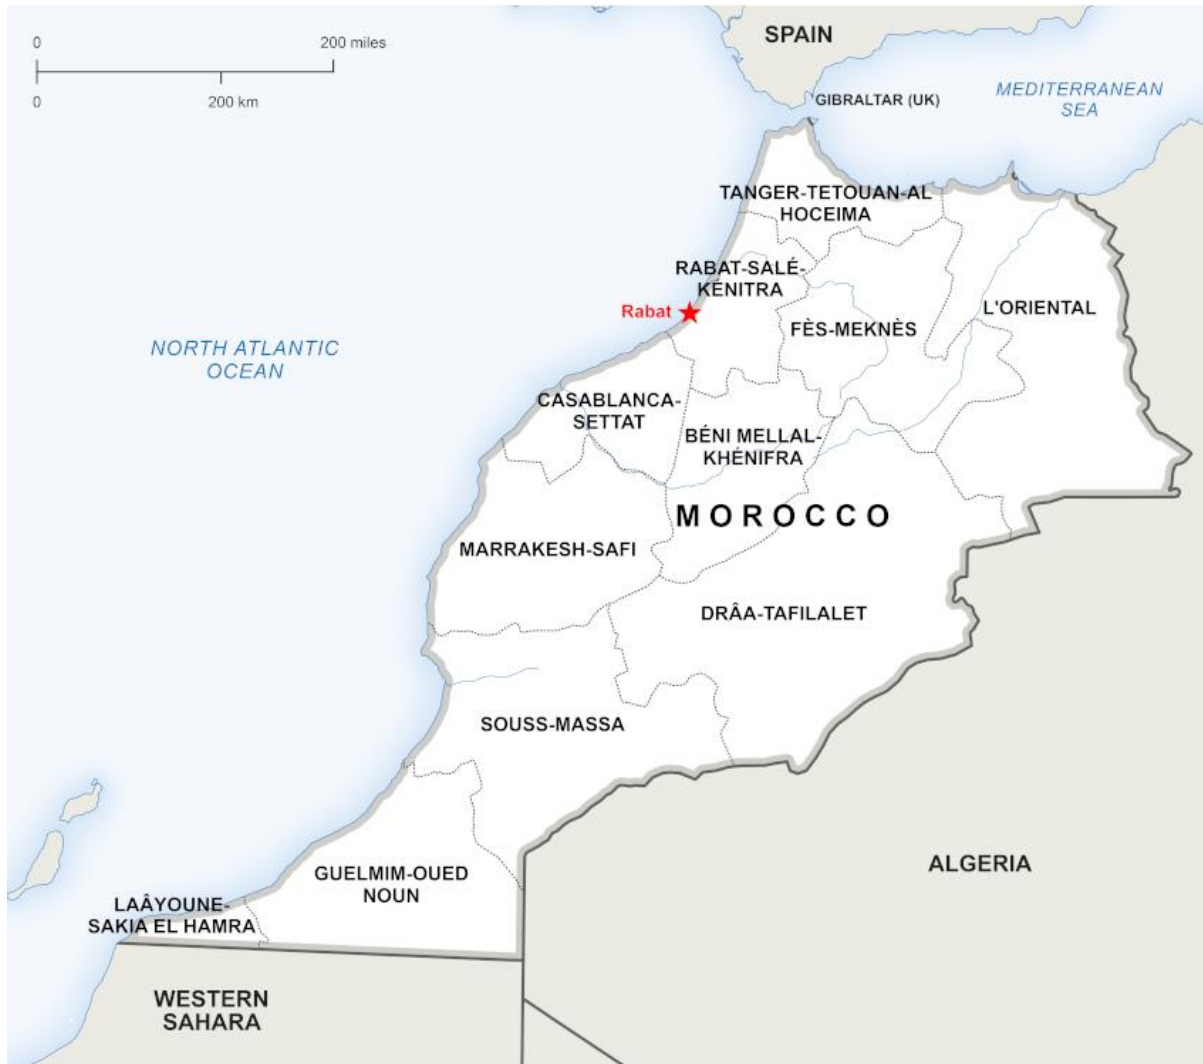 SPAIN
0 200 miles
0 200 km
GIBRALTAR (UK)
MEDITERRANEAN
SEA
TANGER-TETOUAN-AL
HOCEIMA
RABAT-SALÉ-
KÉNITRA
Rabat
L'ORIENTAL
FÈS-MEKNÈS
NORTH ATLANTIC
OCEAN
CASABLANCA-
SETTAT
BÉNI MELLAL-
KHÉNIFRA
MOROCCO
MARRAKESH-SAFI
DRÂA-TAFILALET
SOUSS-MASSA
ALGERIA
GUELMIM-OUED
NOUN
LAÂYOUNE-
SAKIA EL HAMRA
WESTERN
SAHARA